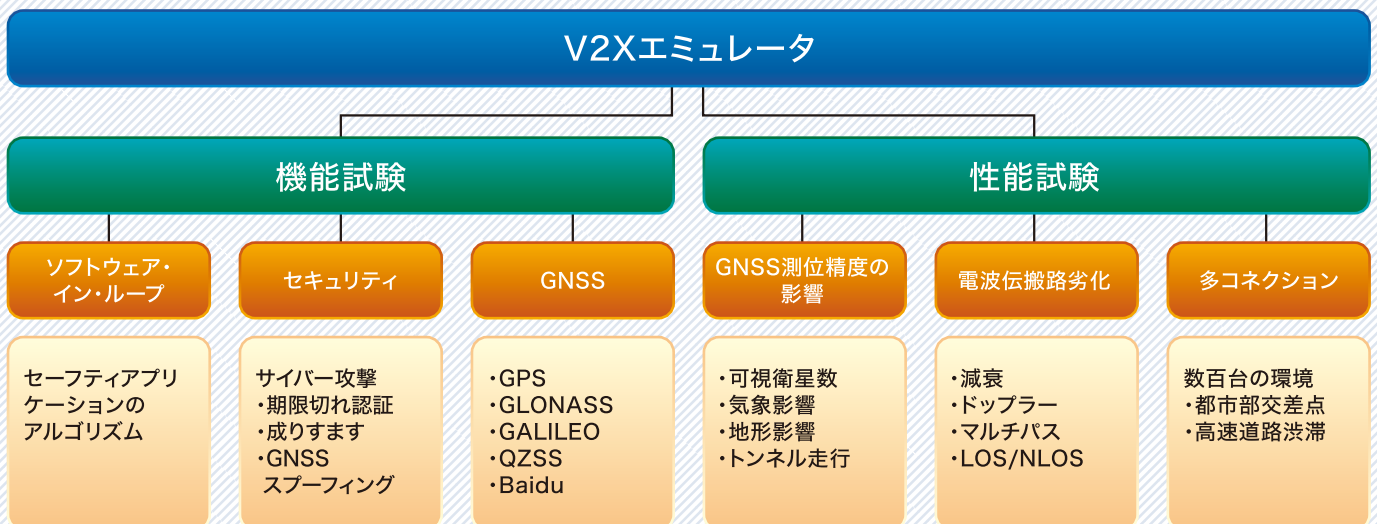 V2Xエミュレータ
機能試験
性能試験
ソフトウェア・
イン・ループ
セキュリティ
GNSS
GNSS測位精度の
影響
電波伝搬路劣化
多コネクション
セーフティアプリ
ケーションの
アルゴリズム
サイバー攻撃
・期限切れ認証
・成りすます
・GNSS
スプーフィング
・GPS
・GLONASS
・GALILEO
・QZSS
・Baidu
・可視衛星数
・気象影響
・地形影響
・トンネル走行
・減衰
・ドップラー
・マルチパス
・LOS/NLOS
数百台の環境
・都市部交差点
・高速道路渋滞